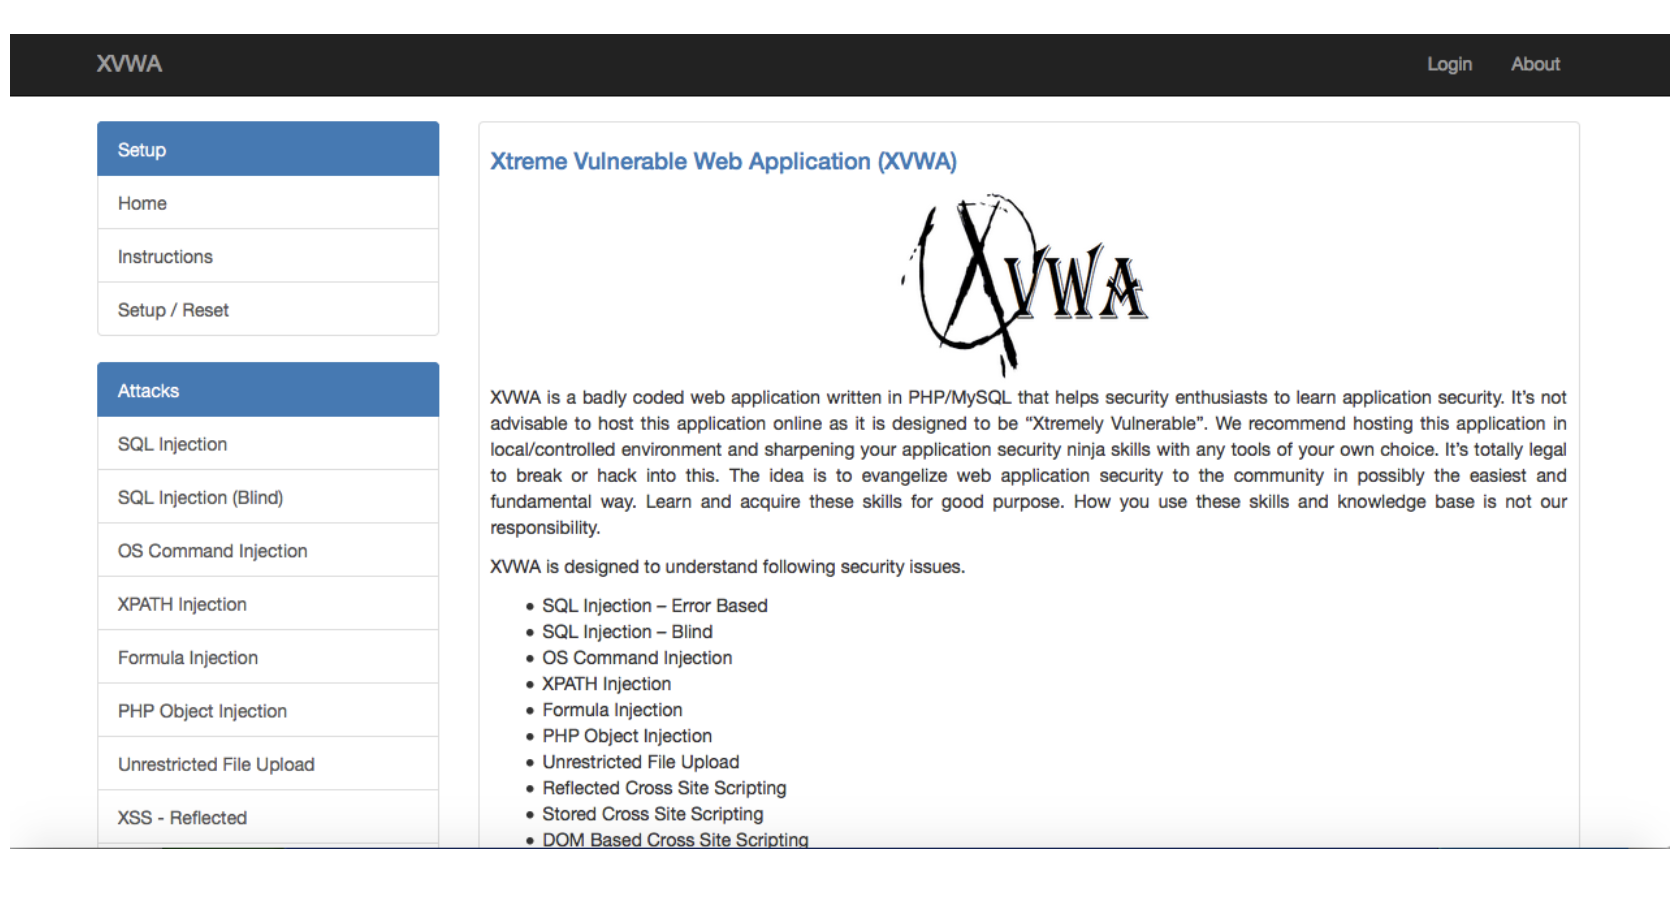 XVWA
Login
About
Setup
Home
Instructions
Setup / Reset
Attacks
SQL Injection
SQL Injection (Blind)
OS Command Injection
XPATH Injection
Formula Injection
PHP Object Injection
Unrestricted File Upload
XSS - Reflected
Xtreme Vulnerable Web Application (XVWA)
XVWA
XVWA is a badly coded web application written in PHP/MySQL that helps security enthusiasts to learn application security. It's not
advisable to host this application online as it is designed to be “Xtremely Vulnerable”. We recommend hosting this application in
local/controlled environment and sharpening your application security ninja skills with any tools of your own choice. It's totally legal
to break or hack into this. The idea is to evangelize web application security to the community in possibly the easiest and
fundamental way. Learn and acquire these skills for good purpose. How you use these skills and knowledge base is not our
responsibility.
XVWA is designed to understand following security issues.
• SQL Injection – Error Based
• SQL Injection – Blind
• OS Command Injection
• XPATH Injection
• Formula Injection
• PHP Object Injection
• Unrestricted File Upload
• Reflected Cross Site Scripting
• Stored Cross Site Scripting
• DOM Based Cross Site Scripting